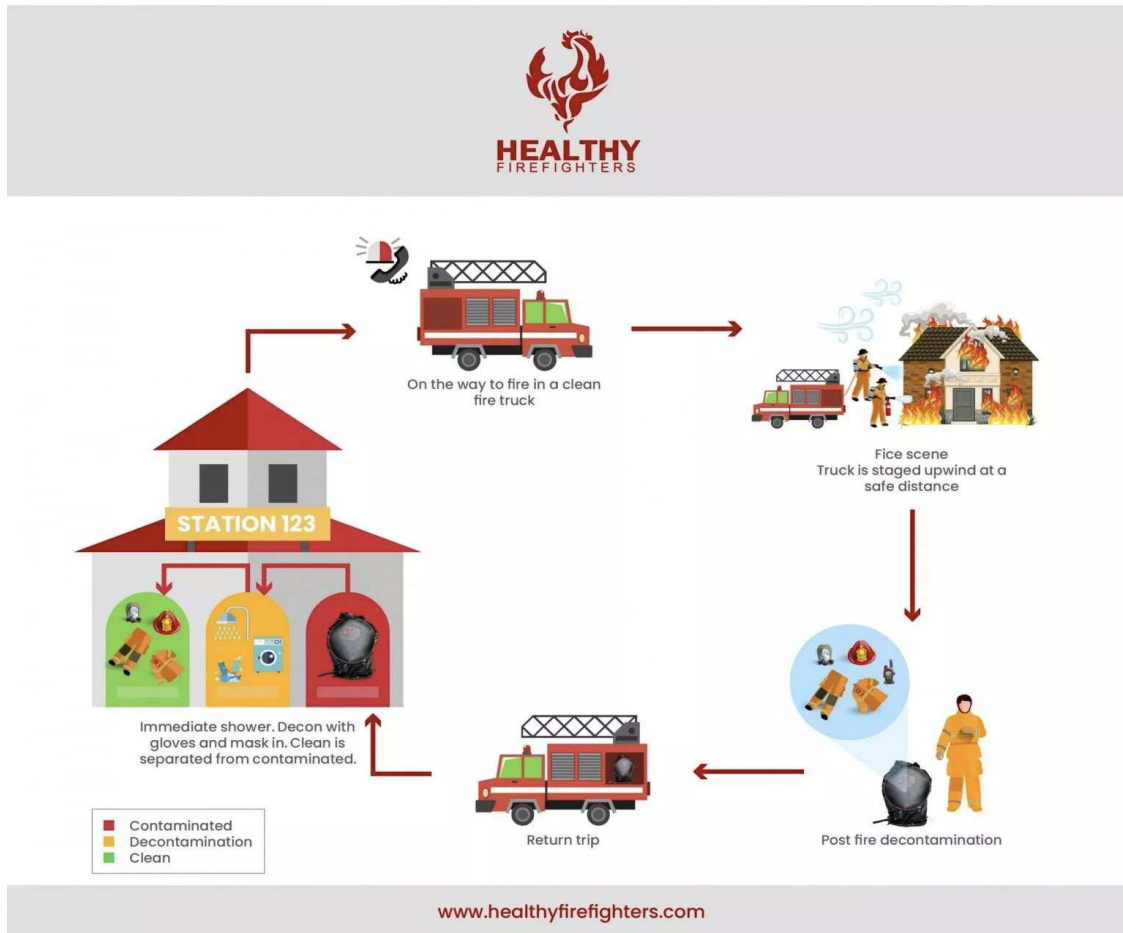 HEALTHY
FIREFIGHTERS
On the way to fire in a clean
fire truck
Fice scene
Truck is staged upwind at a
safe distance
STATION 123
Immediate shower. Decon with
gloves and mask in. Clean is
separated from contaminated.
Return trip
Post fire decontamination
Contaminated
Decontamination
Clean
www.healthyfirefighters.com